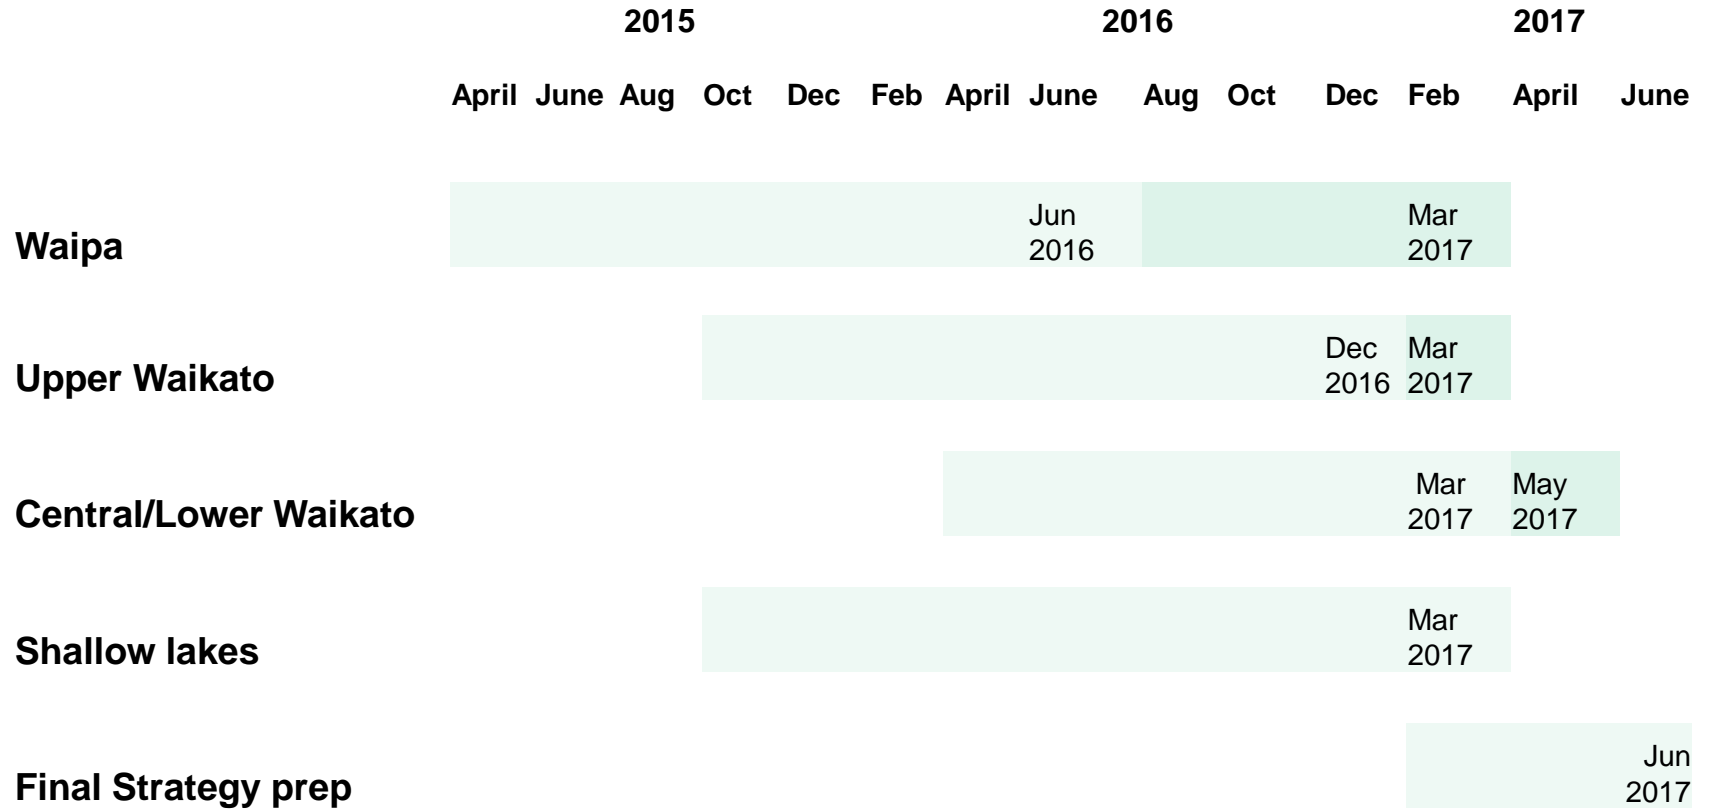 2015 2016 2017
April June Aug Oct Dec Feb April June Aug Oct Dec Feb April June
Jun Mar
Waipa 2016 2017
Dec Mar
Upper Waikato 2016 2017
Mar May
Central/Lower Waikato 2017 2017
Mar
Shallow lakes 2017
Jun
Final Strategy prep 2017